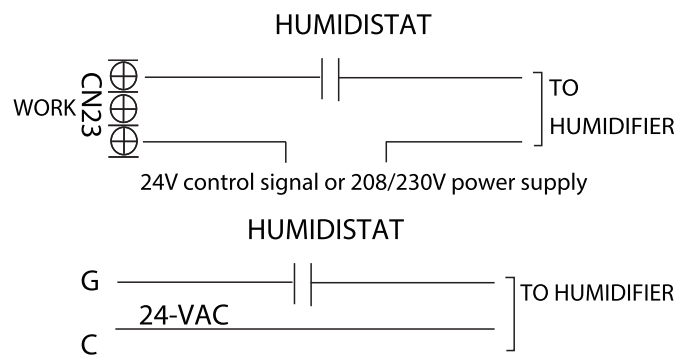 HUMIDISTAT
WORK CN23
TO
HUMIDIFIER
24V control signal or 208/230V power supply
HUMIDISTAT
G
TO HUMIDIFIER
24-VAC
C